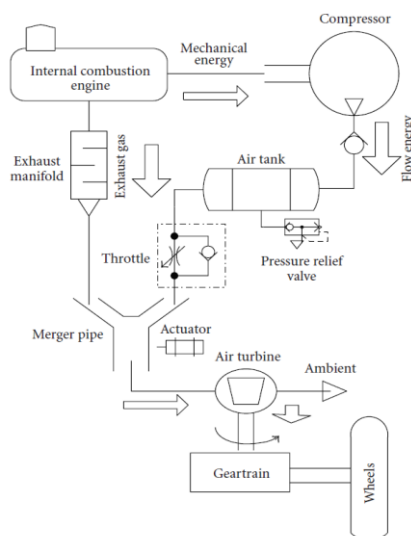 Compressor
Mechanical
energy
Internal combustion
engine
Exhaust
manifold
Exhaust gas
Air tank
Flow energy
Throttle
Pressure relief
valve
Merger pipe
Actuator
Air turbine
Ambient
Geartrain
Wheels